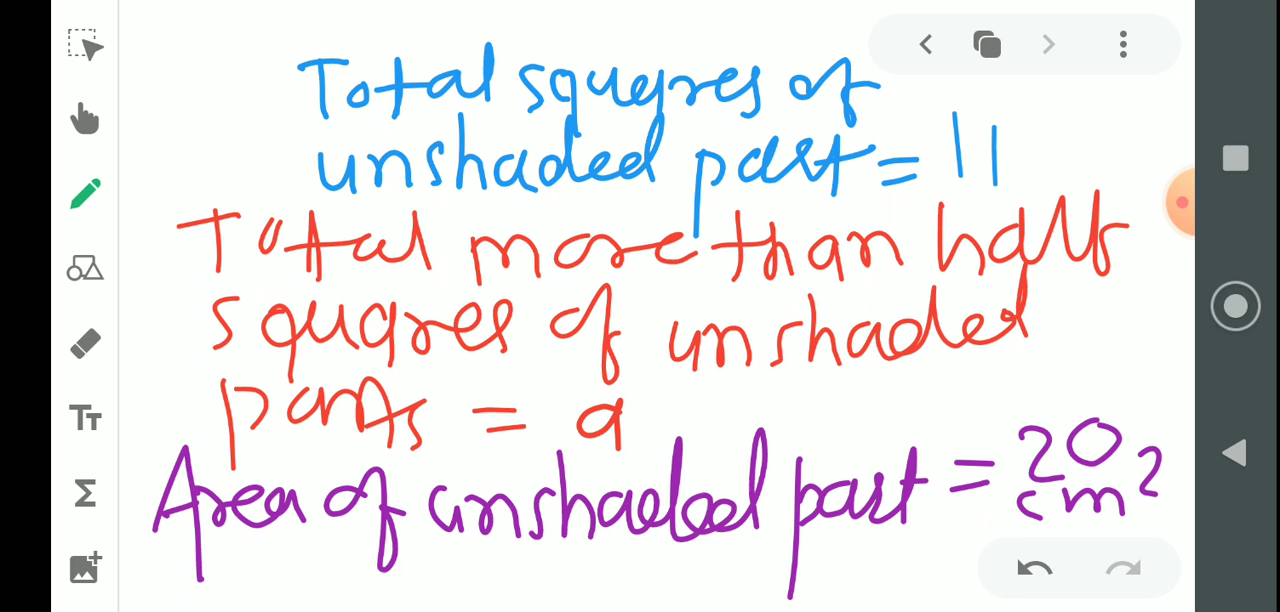 Total squares of
unshaded part = 11
Total more than half
squares of unshaded
parts = 9
Area of unshaded part = 20
cm²